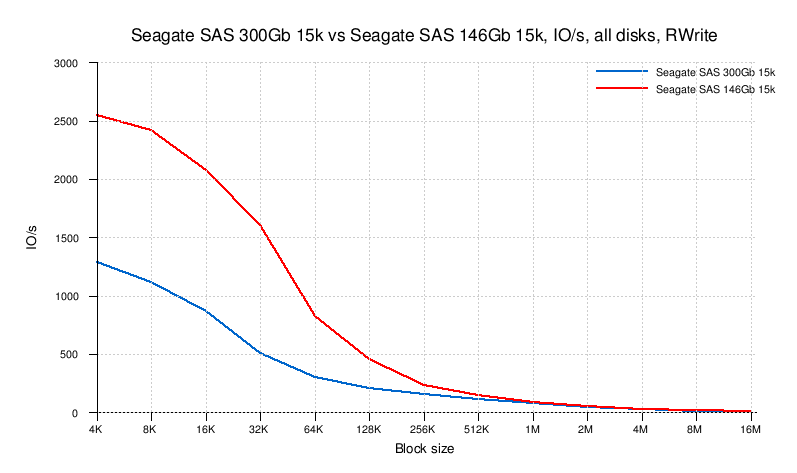 Seagate SAS 300Gb 15k vs Seagate SAS 146Gb 15k, IO/s, all disks, RWrite
Seagate SAS 300Gb 15k
Seagate SAS 146Gb 15k
3000
2500
2000
1500
1000
500
0
IO/s
4K 8K 16K 32K 64K 128K 256K 512K 1M 2M 4M 8M 16M
Block size